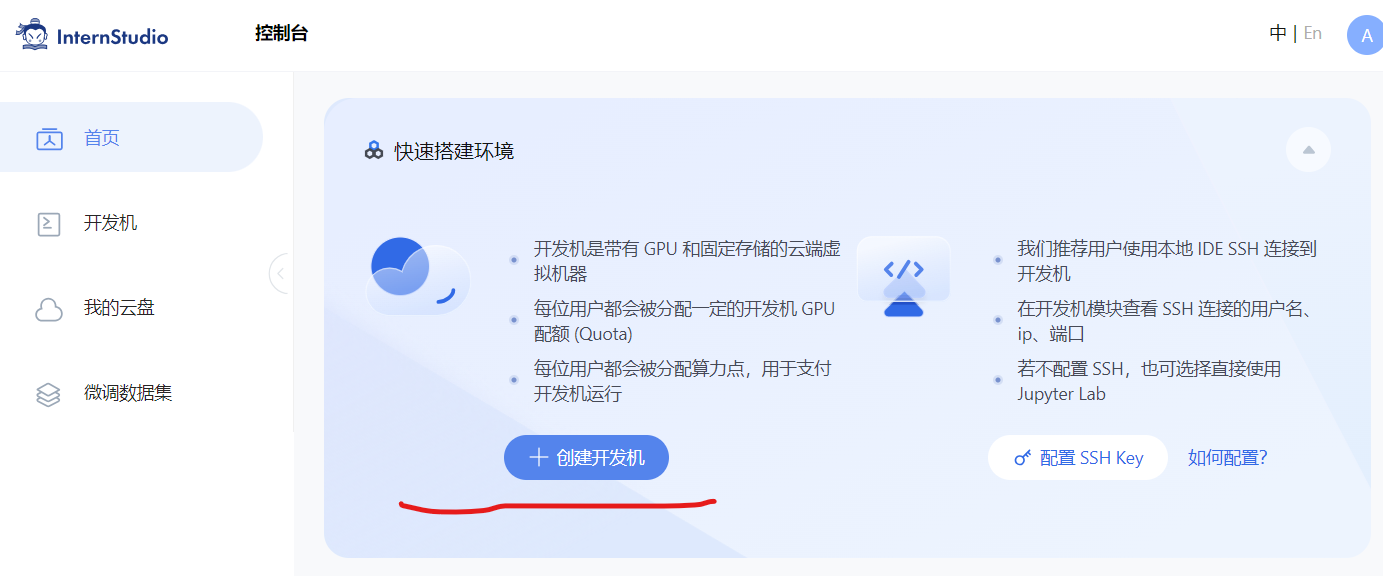 InternStudio
控制台
中 | En
A
首页
开发机
我的云盘
微调数据集
快速搭建环境
开发机是带有 GPU 和固定存储的云端虚
拟机器
每位用户都会被分配一定的开发机 GPU
配额 (Quota)
每位用户都会被分配算力点，用于支付
开发机运行
创建开发机
我们推荐用户使用本地 IDE SSH 连接到
开发机
在开发机模块查看 SSH 连接的用户名、
ip、端口
若不配置 SSH，也可选择直接使用
Jupyter Lab
配置 SSH Key
如何配置?